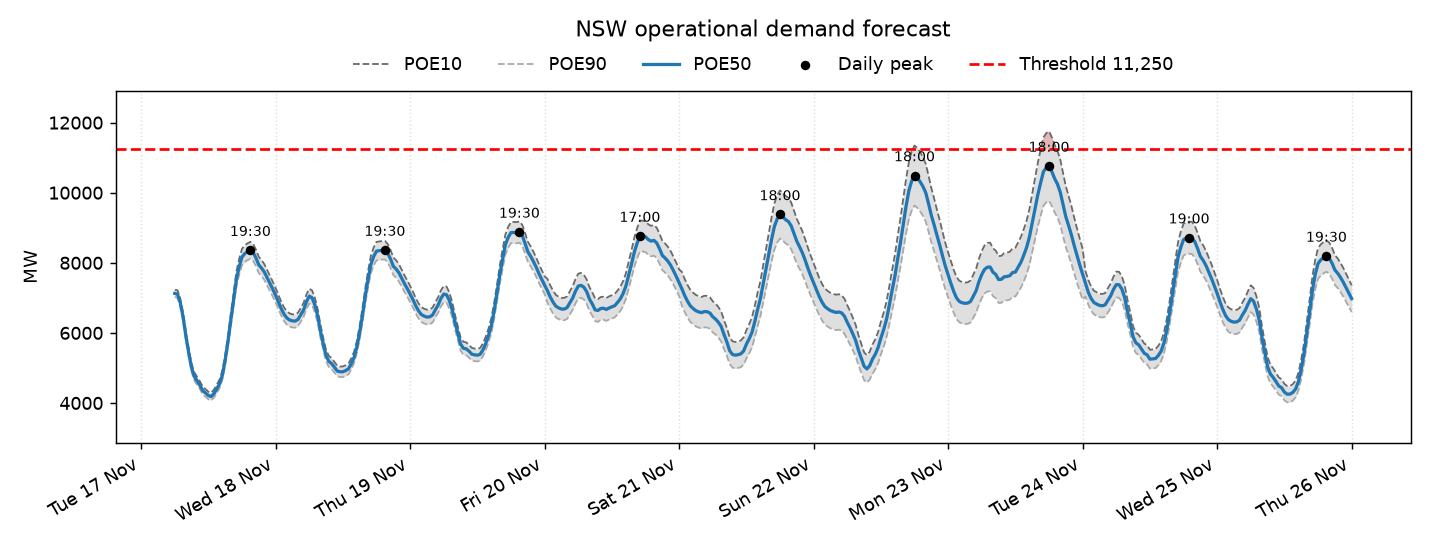 NSW operational demand forecast
POE10 POE90 POE50 Daily peak Threshold 11,250
MW
12000
10000
8000
6000
4000
19:30
19:30
19:30
17:00
18:00
18:00
18:00
19:00
19:30
Tue 17 Nov
Wed 18 Nov
Thu 19 Nov
Fri 20 Nov
Sat 21 Nov
Sun 22 Nov
Mon 23 Nov
Tue 24 Nov
Wed 25 Nov
Thu 26 Nov